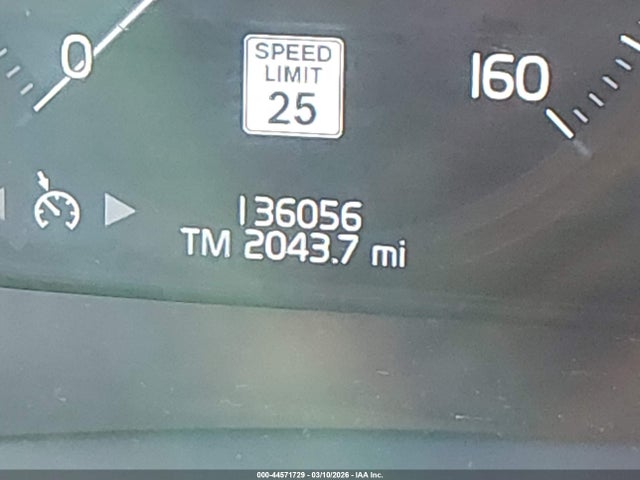 0
SPEED
LIMIT
25
160
136056
TM 2043.7 mi
000-44571729 - 03/10/2026 - IAA Inc.